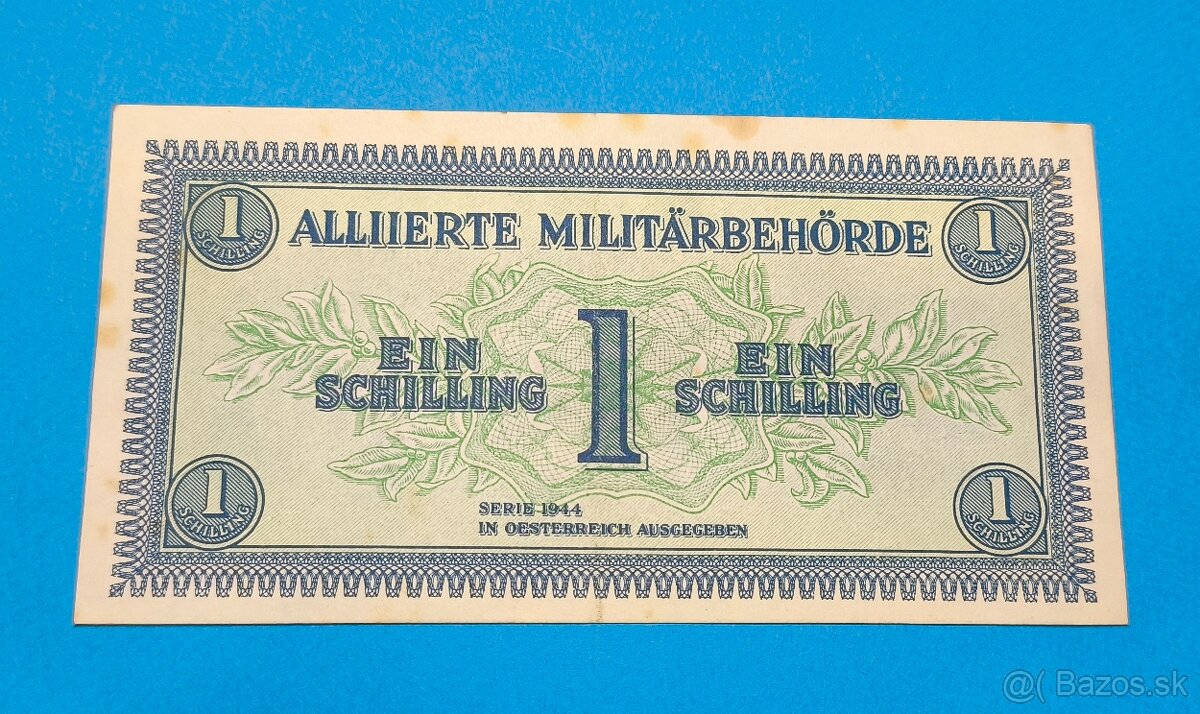 1 SCHILLING
1 SCHILLING
ALLIIERTE MILITÄRBEHÖRDE
EIN SCHILLING
1
EIN SCHILLING
SERIE 1944
IN OESTERREICH AUSGEGEBEN
1 SCHILLING
1 SCHILLING
@( Bazos.sk